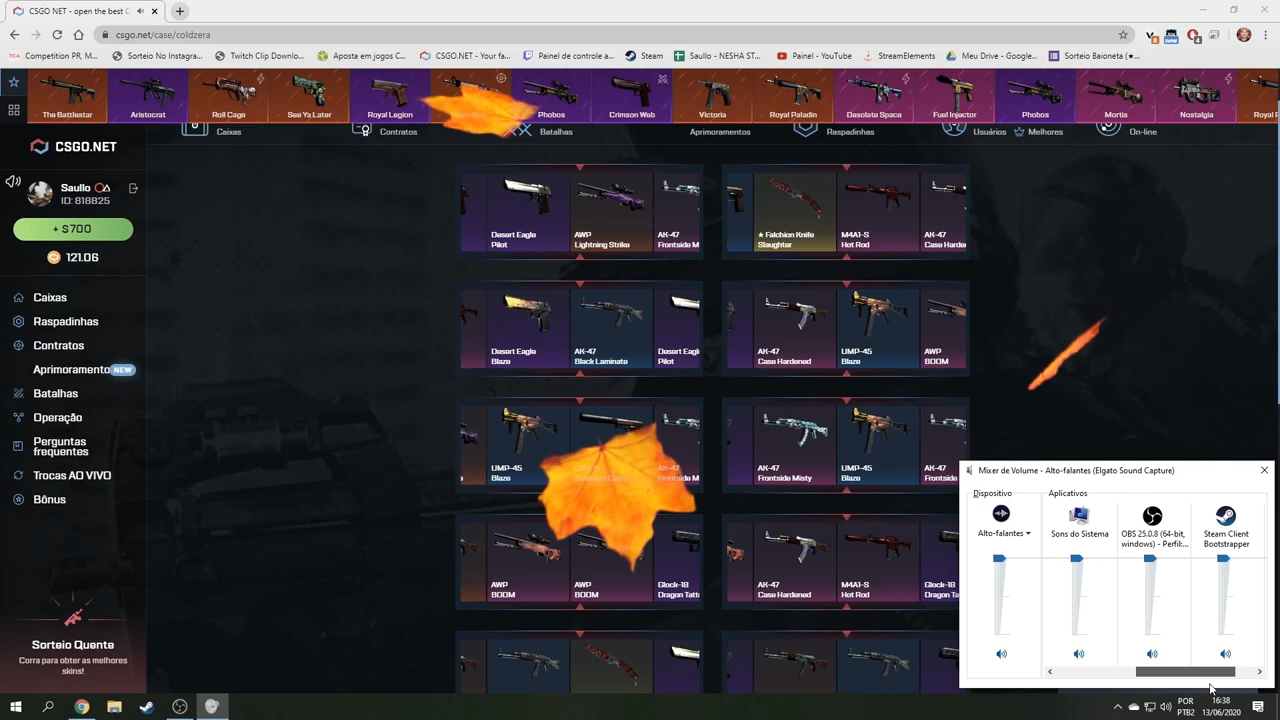 CSGO.NET - open the best C
csgo.net/case/coldzera
Competition PR, M...
Sorteio No Instagra...
Twitch Clip Downlo...
Aposta em jogos C...
CSGO.NET - Your fa...
Painel de controle a...
Steam
Saullo - NESHA ST...
Painel - YouTube
StreamElements
Meu Drive - Google...
Sorteio Baioneta (★...
The Battlestar
Aristocrat
Roll Cage
See Ya Later
Royal Legion
Phobos
Crimson Web
Victoria
Royal Paladin
Desolate Space
Fuel Injector
Phobos
Mortis
Nostalgia
Royal P
Caixas
Contratos
Batalhas
Aprimoramentos
Raspadinhas
Usuários
Melhores
On-line
CSGO.NET
Saullo
ID: 818825
+ $700
121.06
Caixas
Raspadinhas
Contratos
Aprimoramento NEW
Batalhas
Operação
Perguntas
frequentes
Trocas AO VIVO
Bônus
Sorteio Quente
Corra para obter as melhores
skins!
Desert Eagle
Pilot
AWP
Lightning Strike
AK-47
Frontside M
★ Falchion Knife
Slaughter
M4A1-S
Hot Rod
AK-47
Case Harden
Desert Eagle
Blaze
AK-47
Black Laminate
Desert Eagle
Pilot
AK-47
Case Hardened
UMP-45
Blaze
AWP
BOOM
UMP-45
Blaze
AK-47
Frontside M
AK-47
Frontside Misty
UMP-45
Blaze
AK-47
Frontside
AWP
BOOM
AWP
BOOM
Glock-18
Dragon Tatt
AK-47
Case Hardened
M4A1-S
Hot Rod
Glock-18
Dragon Tat
Mixer de Volume - Alto-falantes (Elgato Sound Capture)
Dispositivo
Aplicativos
Alto-falantes
Sons do Sistema
OBS 25.0.8 (64-bit,
windows) - Perfil:...
Steam Client
Bootstrapper
POR
PTB2
16:38
13/06/2020